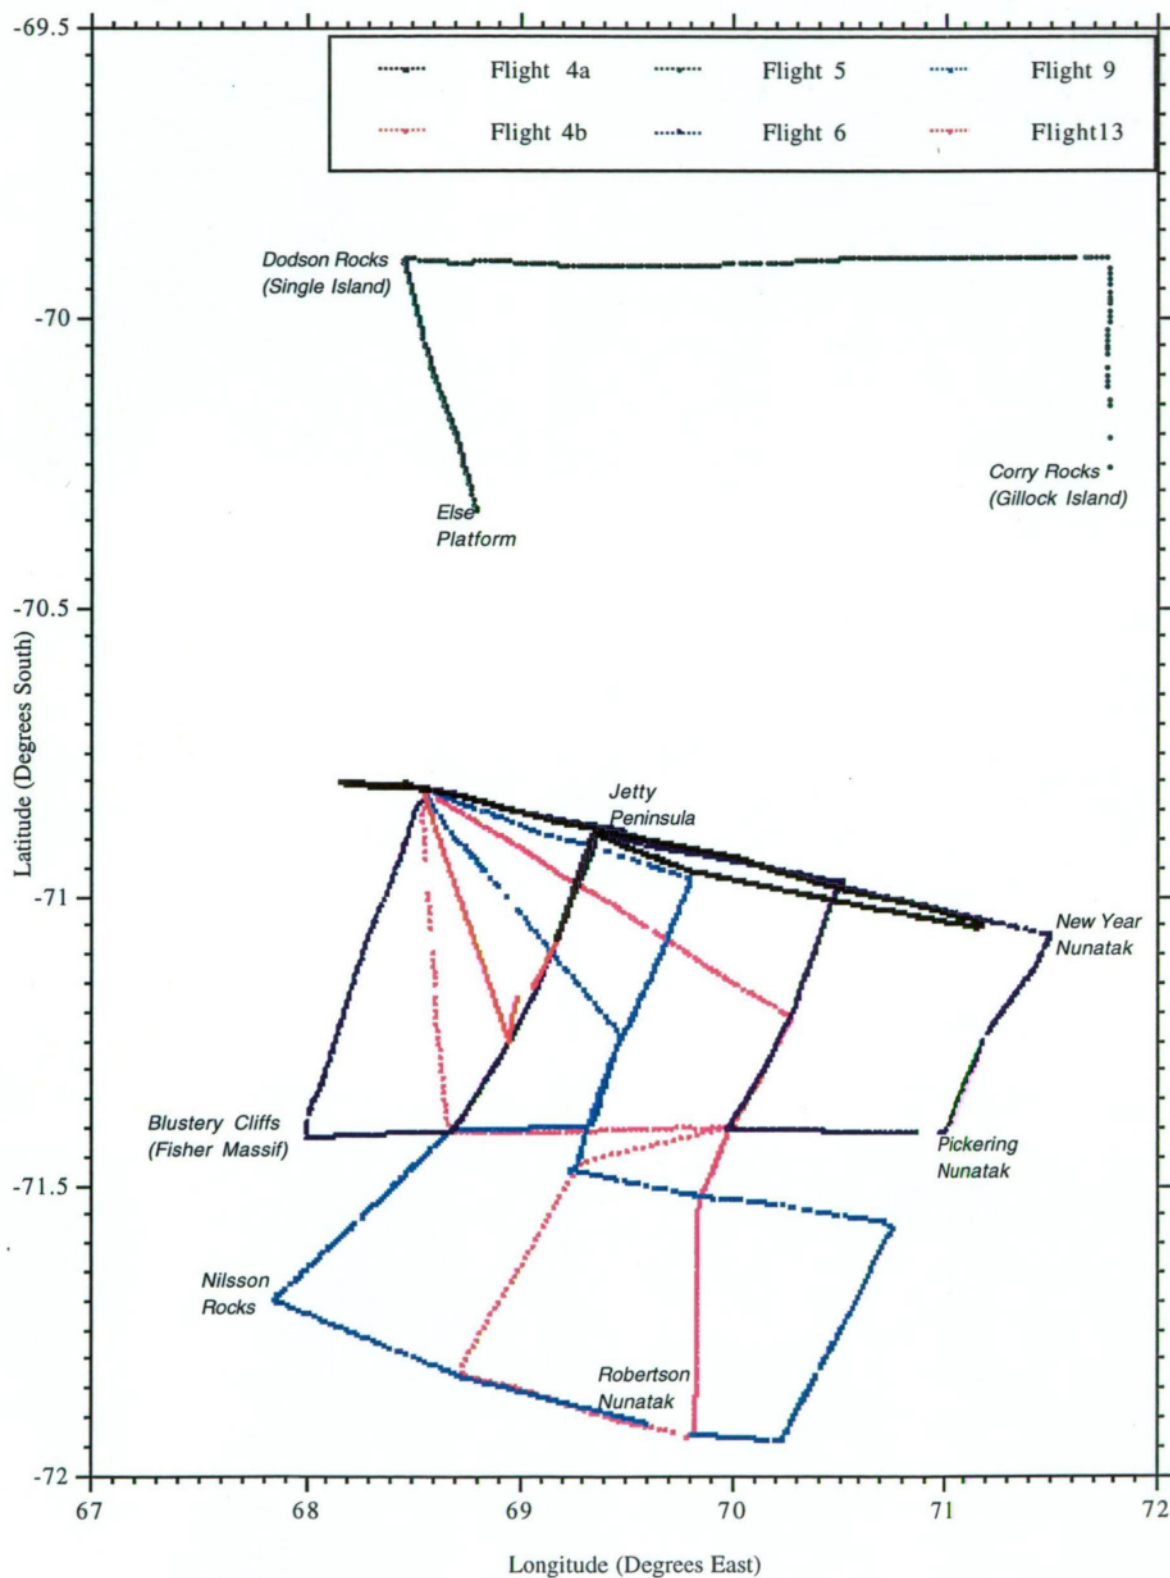 -69.5
Flight 4a
Flight 5
Flight 9
Flight 4b
Flight 6
Flight13
Dodson Rocks
(Single Island)
-70
Corry Rocks
(Gillock Island)
Else
Platform
-70.5
Latitude (Degrees South)
Jetty
Peninsula
-71
New Year
Nunatak
Blustery Cliffs
(Fisher Massif)
Pickering
Nunatak
-71.5
Nilsson
Rocks
Robertson
Nunatak
-72
67
68
69
70
71
72
Longitude (Degrees East)